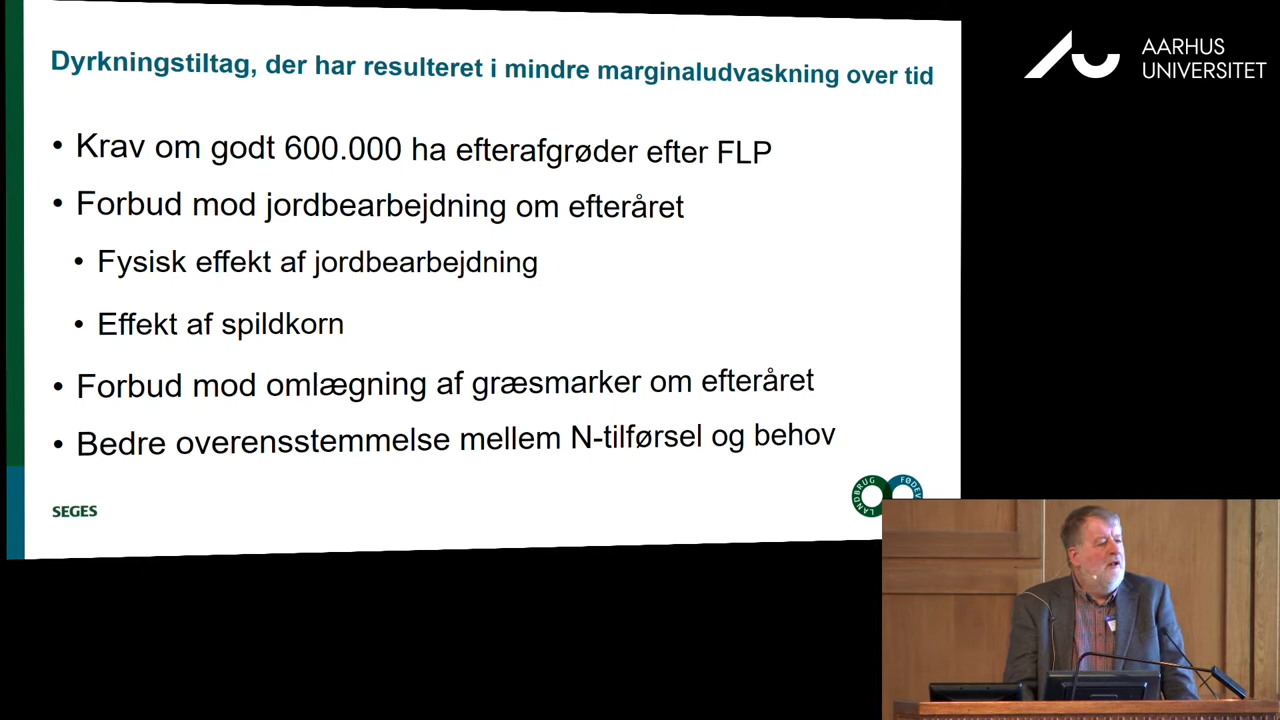 Dyrkningstiltag, der har resulteret i mindre marginaludvaskning over tid
• Krav om godt 600.000 ha efterafgrøder efter FLP
• Forbud mod jordbearbejdning om efteråret
• Fysisk effekt af jordbearbejdning
• Effekt af spildkorn
• Forbud mod omlægning af græsmarker om efteråret
• Bedre overensstemmelse mellem N-tilførsel og behov
SEGES
LANDBRUG
AARHUS
UNIVERSITET